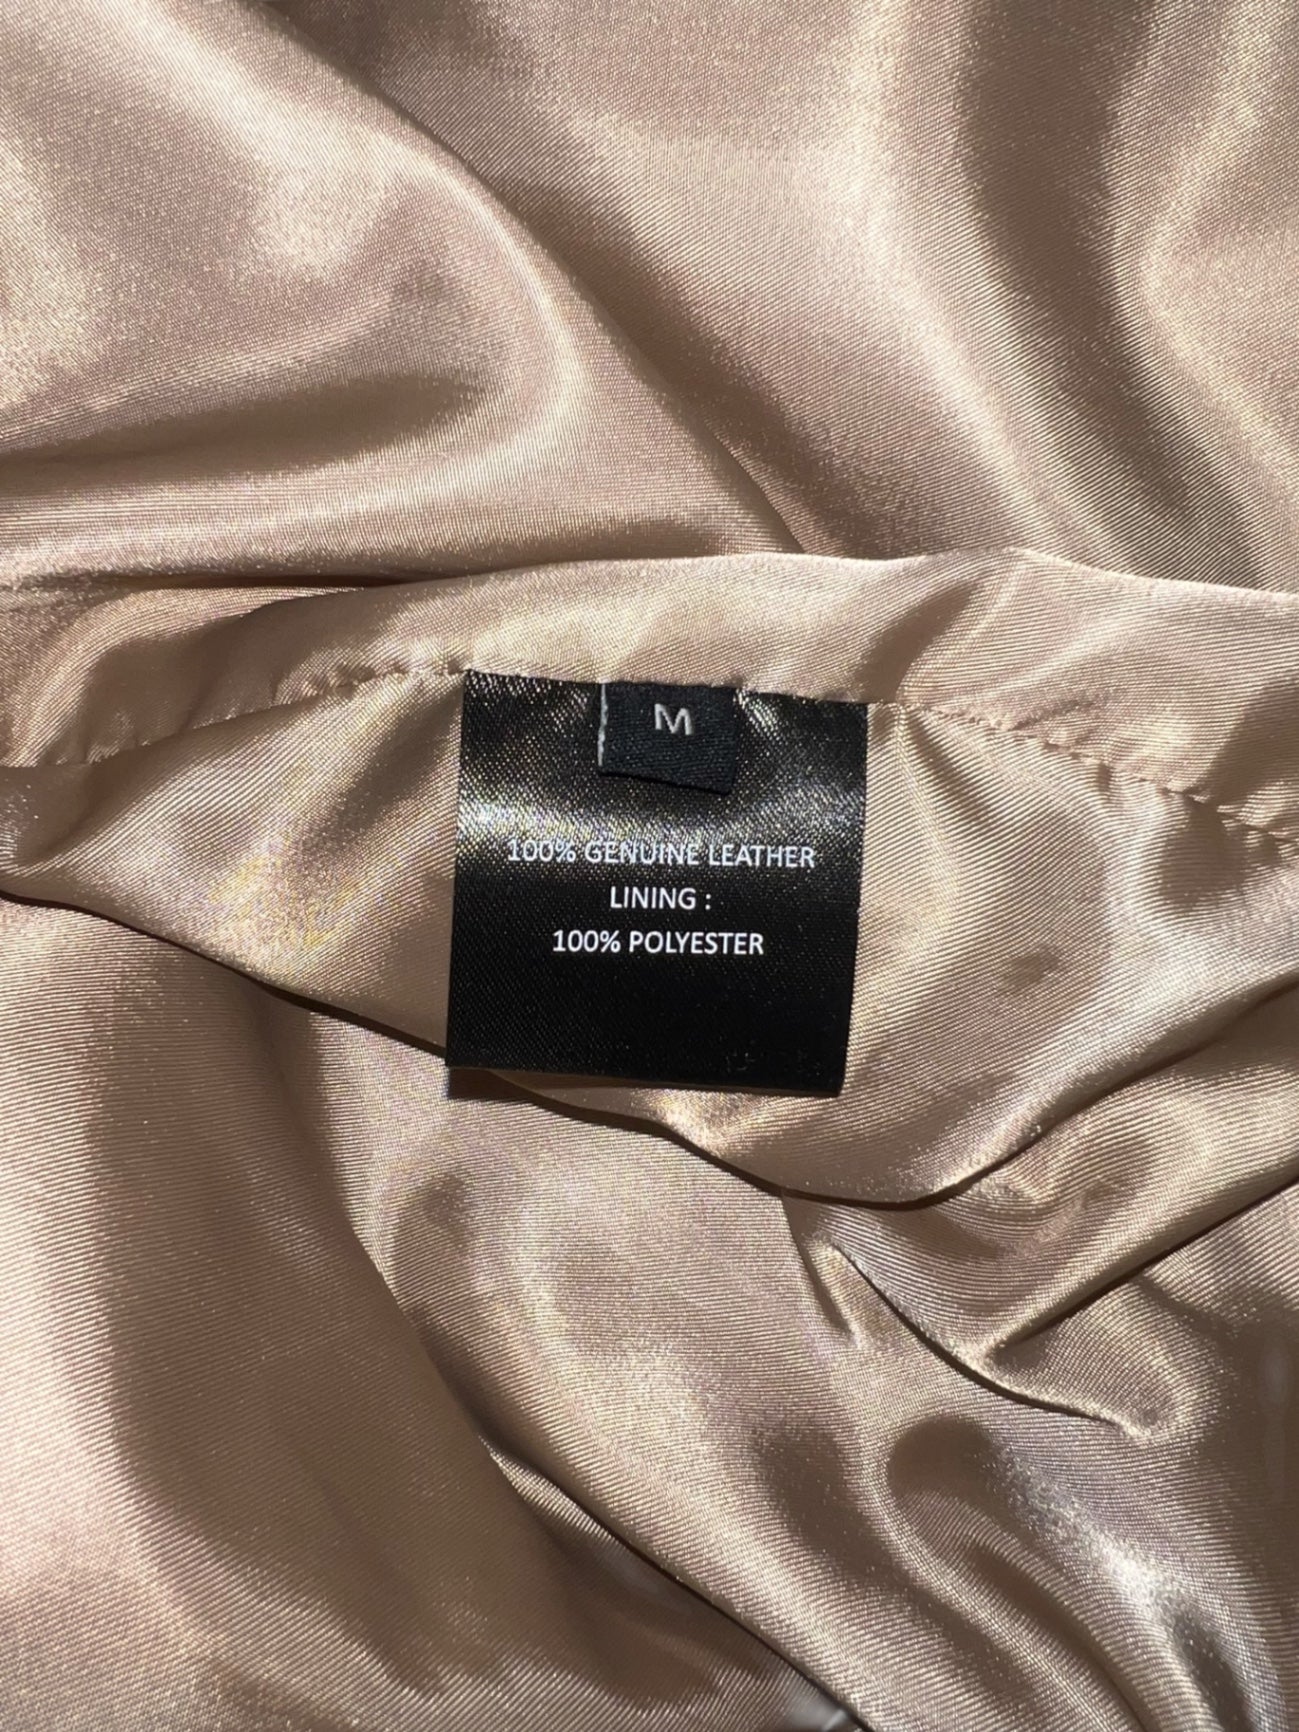 M
100% GENUINE LEATHER
LINING :
100% POLYESTER